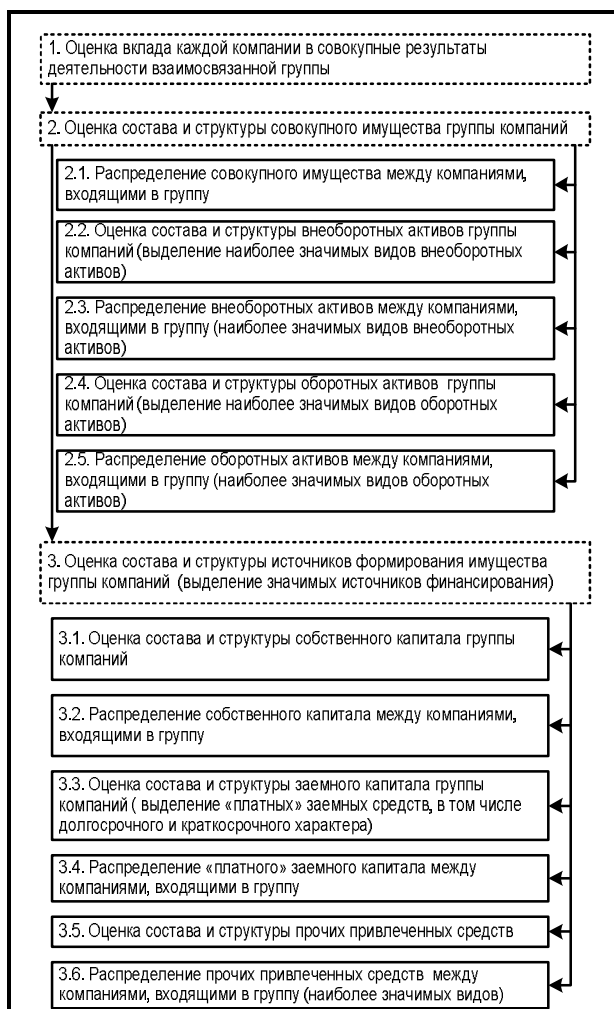 1. Оценка вклада каждой компании в совокупные результаты
деятельности взаимосвязанной группы
2. Оценка состава и структуры совокупного имущества группы компаний
2.1. Распределение совокупного имущества между компаниями,
входящими в группу
2.2. Оценка состава и структуры внеоборотных активов группы
компаний (выделение наиболее значимых видов внеоборотных
активов)
2.3. Распределение внеоборотных активов между компаниями,
входящими в группу (наиболее значимых видов внеоборотных
активов)
2.4. Оценка состава и структуры оборотных активов группы
компаний (выделение наиболее значимых видов оборотных
активов)
2.5. Распределение оборотных активов между компаниями,
входящими в группу (наиболее значимых видов оборотных
активов)
3. Оценка состава и структуры источников формирования имущества
группы компаний (выделение значимых источников финансирования)
3.1. Оценка состава и структуры собственного капитала группы
компаний
3.2. Распределение собственного капитала между компаниями,
входящими в группу
3.3. Оценка состава и структуры заемного капитала группы
компаний ( выделение «платных» заемных средств, в том числе
долгосрочного и краткосрочного характера)
3.4. Распределение «платного» заемного капитала между
компаниями, входящими в группу
3.5. Оценка состава и структуры прочих привлеченных средств
3.6. Распределение прочих привлеченных средств между
компаниями, входящими в группу (наиболее значимых видов)